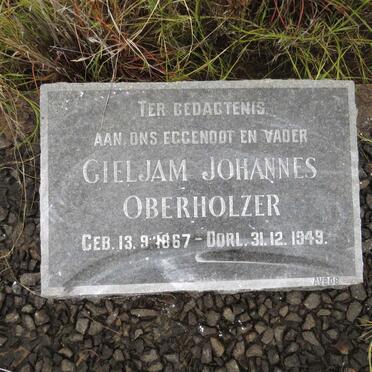 TER GEDAGTENIS
AAN ONS EGGENOOT EN VADER
GIELJAM JOHANNES
OBERHOLZER
GEB. 13. 9. 1867 - OORL. 31. 12. 1949.